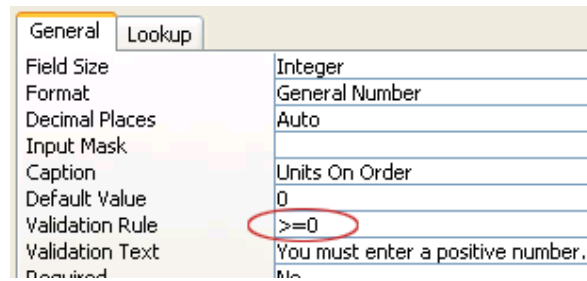 General Lookup
Field Size Integer
Format General Number
Decimal Places Auto
Input Mask
Caption Units On Order
Default Value 0
Validation Rule >=0
Validation Text You must enter a positive number.
Required No